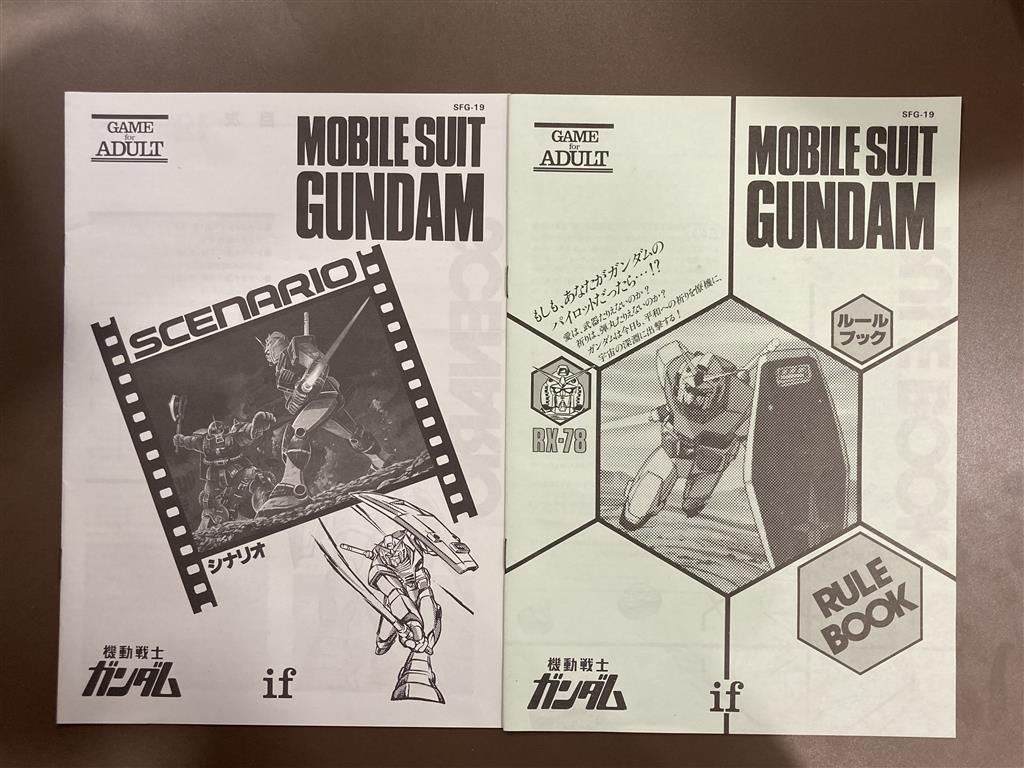 SFG-19
GAME
for
ADULT
MOBILE SUIT
GUNDAM
SCENARIO
シナリオ
機動戦士
ガンダム
if
SFG-19
GAME
for
ADULT
MOBILE SUIT
GUNDAM
もしも、あなたがガンダムの
パイロットだったら…!?
愛は、武器たりえないのか?
祈りは、弾丸たりえないのか?
ガンダムは今日も、平和への祈りを原機に、
宇宙の深淵に出撃する!
ルール
ブック
RX-78
RULE
BOOK
機動戦士
ガンダム
if